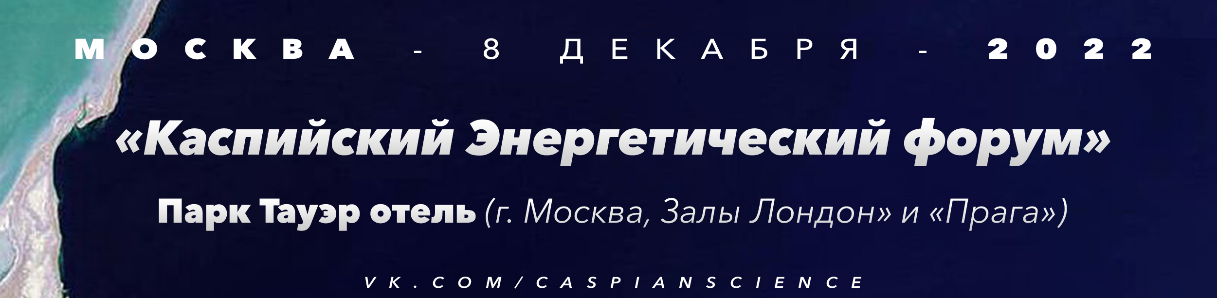 МОСКВА - 8 ДЕКАБРЯ - 2022
«Каспийский Энергетический форум»
Парк Тауэр отель (г. Москва, Залы Лондон» и «Прага»)
VK.COM/CASPIANSCIENCE